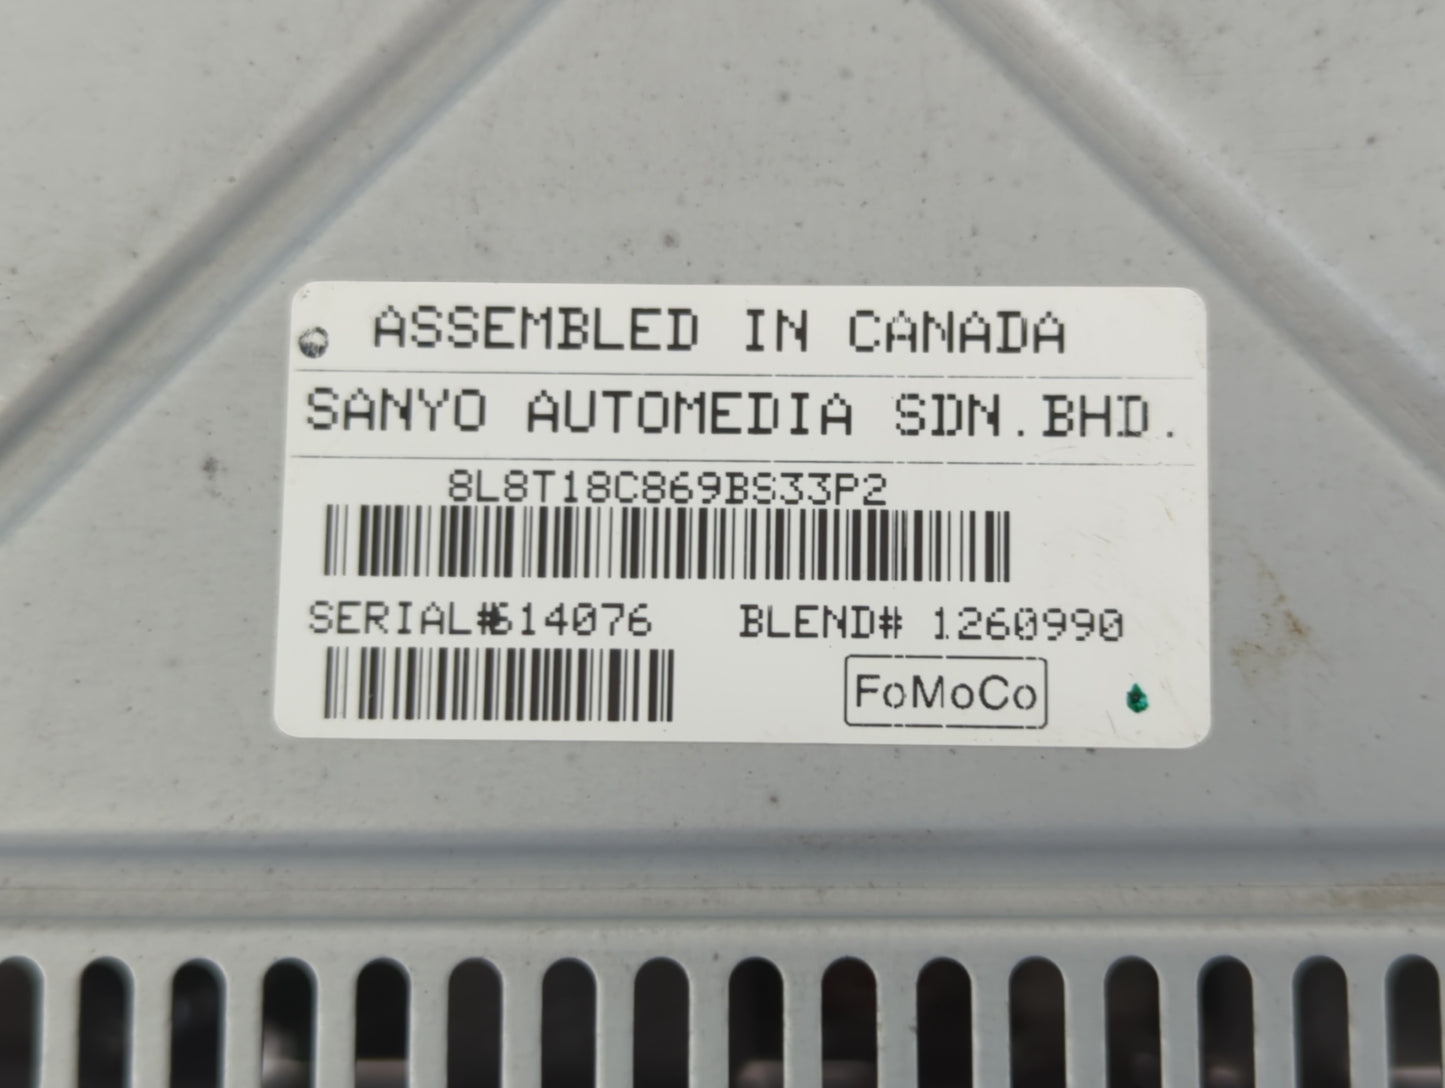 ASSEMBLED IN CANADA
SANYO AUTOMEDIA SDN.BHD.
8L8T18C869BS33P2
SERIAL#614076 BLEND# 1260990
FoMoCo